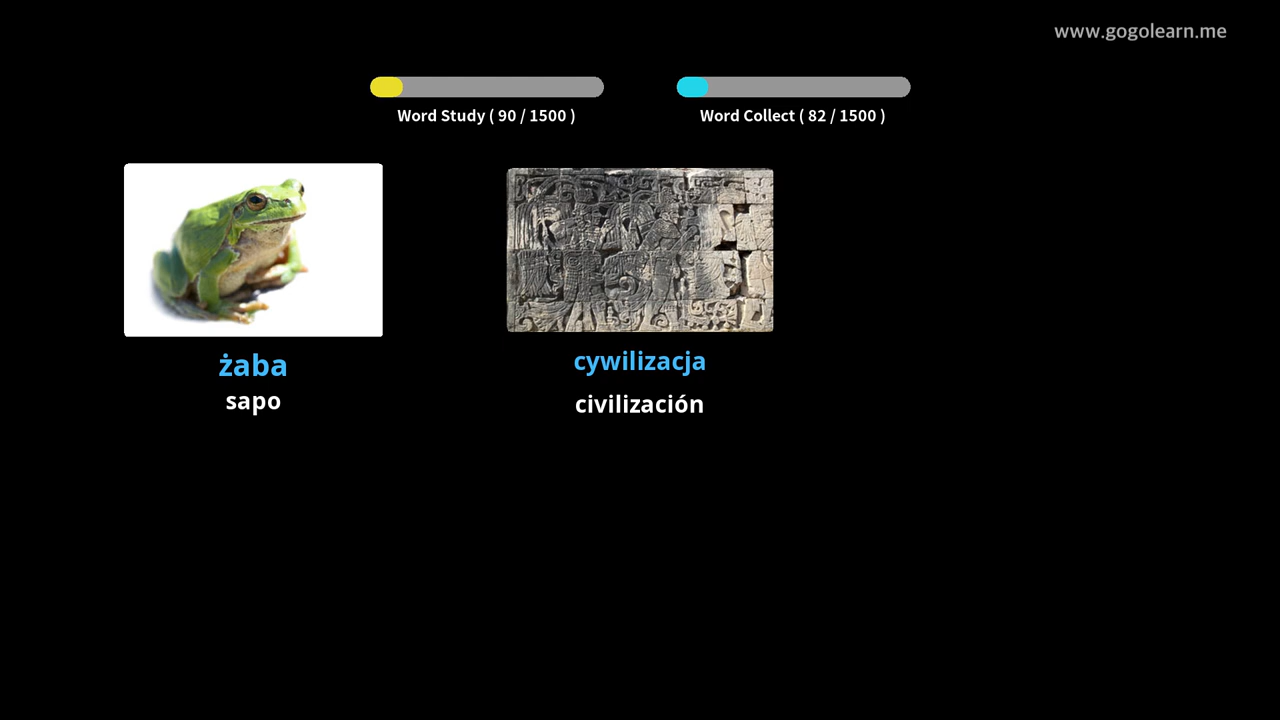 www.gogolearn.me
Word Study ( 90 / 1500 )
Word Collect ( 82 / 1500 )
żaba
sapo
cywilizacja
civilización